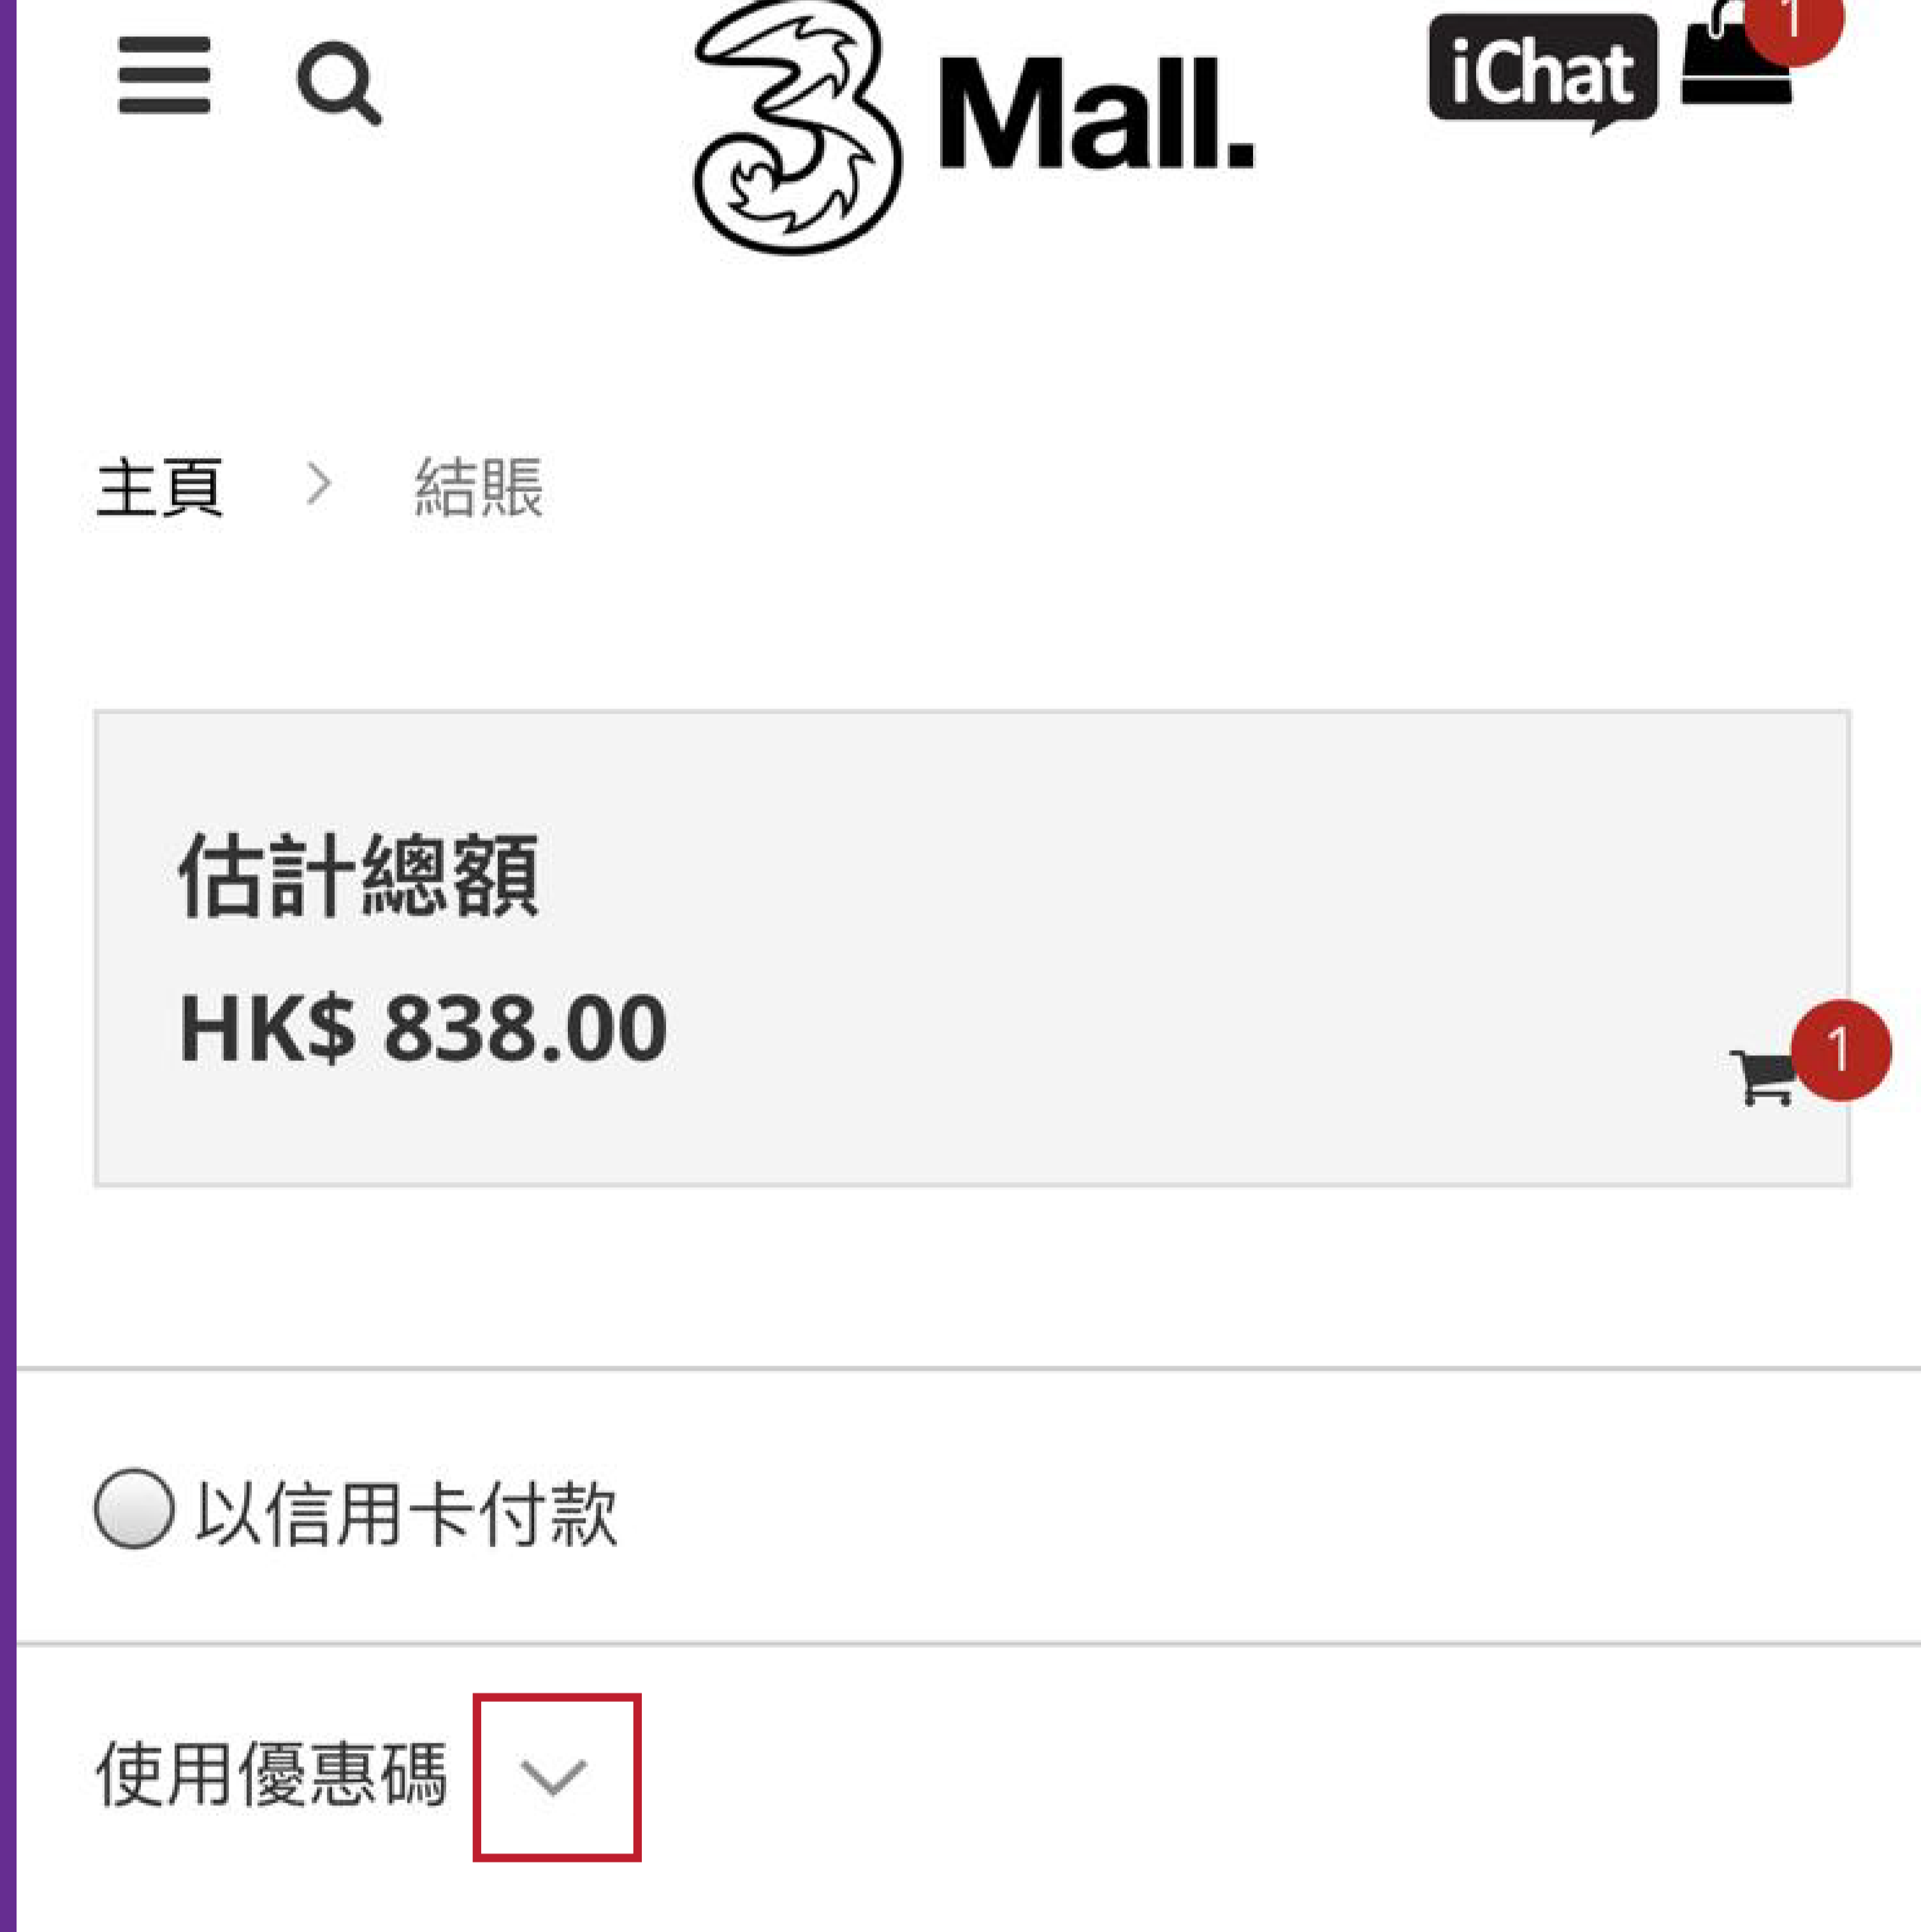 3 Mall.
iChat
1
主頁 > 結賬
估計總額
HK$ 838.00
1
以信用卡付款
使用優惠碼